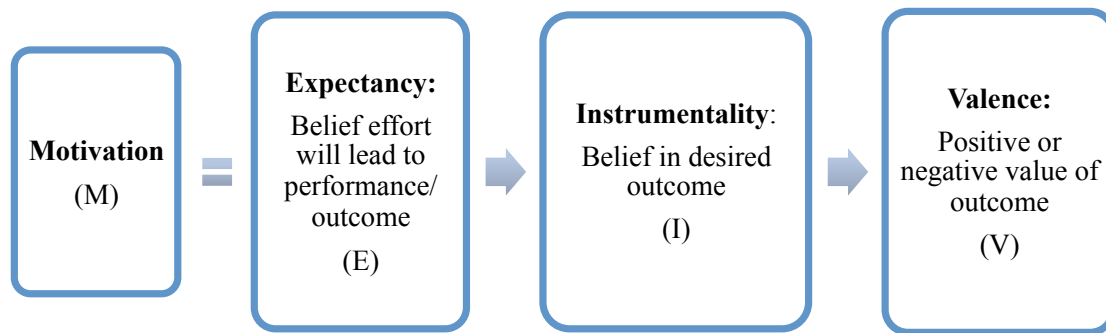 Motivation
(M)
=
Expectancy:
Belief effort
will lead to
performance/
outcome
(E)
Instrumentality:
Belief in desired
outcome
(I)
Valence:
Positive or
negative value of
outcome
(V)